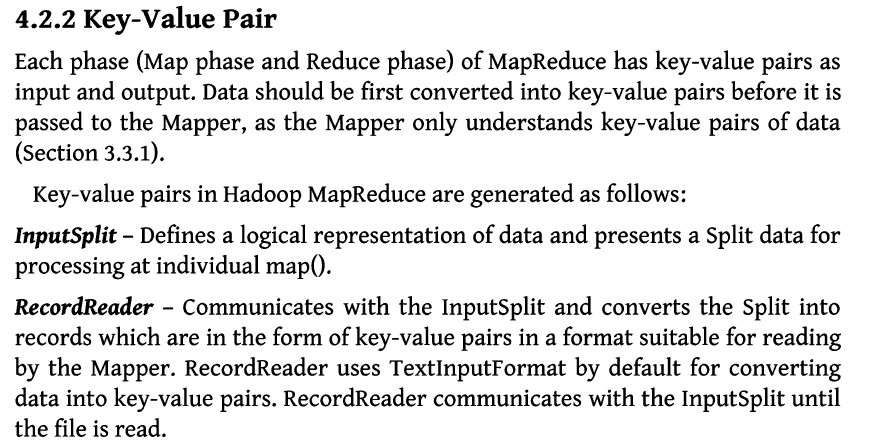 4.2.2 Key-Value Pair
Each phase (Map phase and Reduce phase) of MapReduce has key-value pairs as
input and output. Data should be first converted into key-value pairs before it is
passed to the Mapper, as the Mapper only understands key-value pairs of data
(Section 3.3.1).
Key-value pairs in Hadoop MapReduce are generated as follows:
InputSplit – Defines a logical representation of data and presents a Split data for
processing at individual map().
RecordReader – Communicates with the InputSplit and converts the Split into
records which are in the form of key-value pairs in a format suitable for reading
by the Mapper. RecordReader uses TextInputFormat by default for converting
data into key-value pairs. RecordReader communicates with the InputSplit until
the file is read.